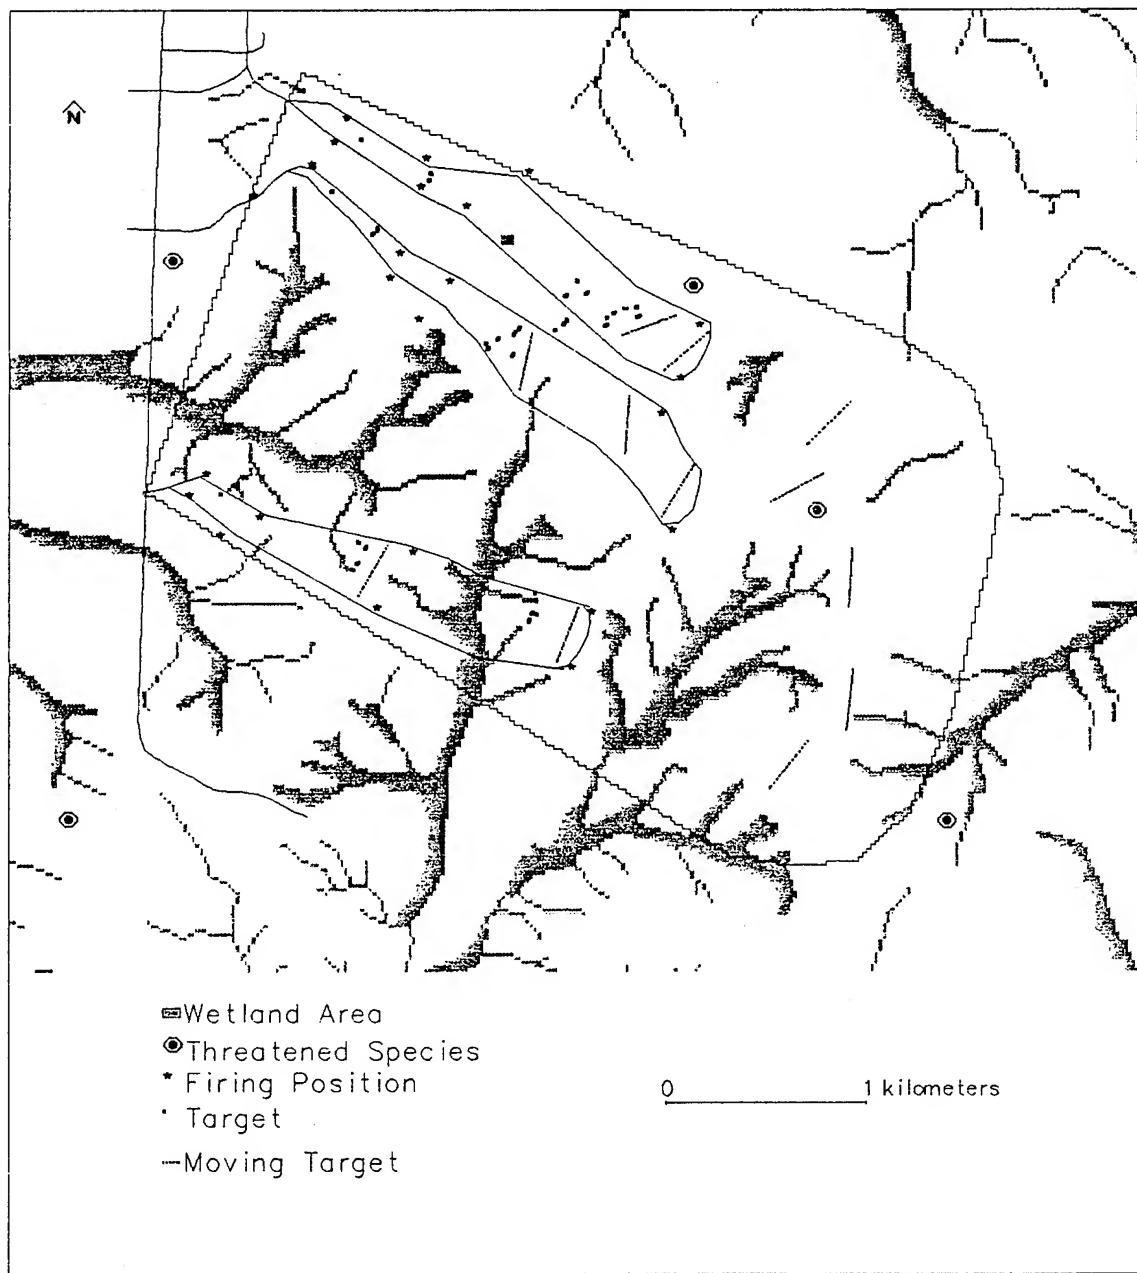 N
Wetland Area
Threatened Species
Firing Position
0 1 kilometers
Target
Moving Target